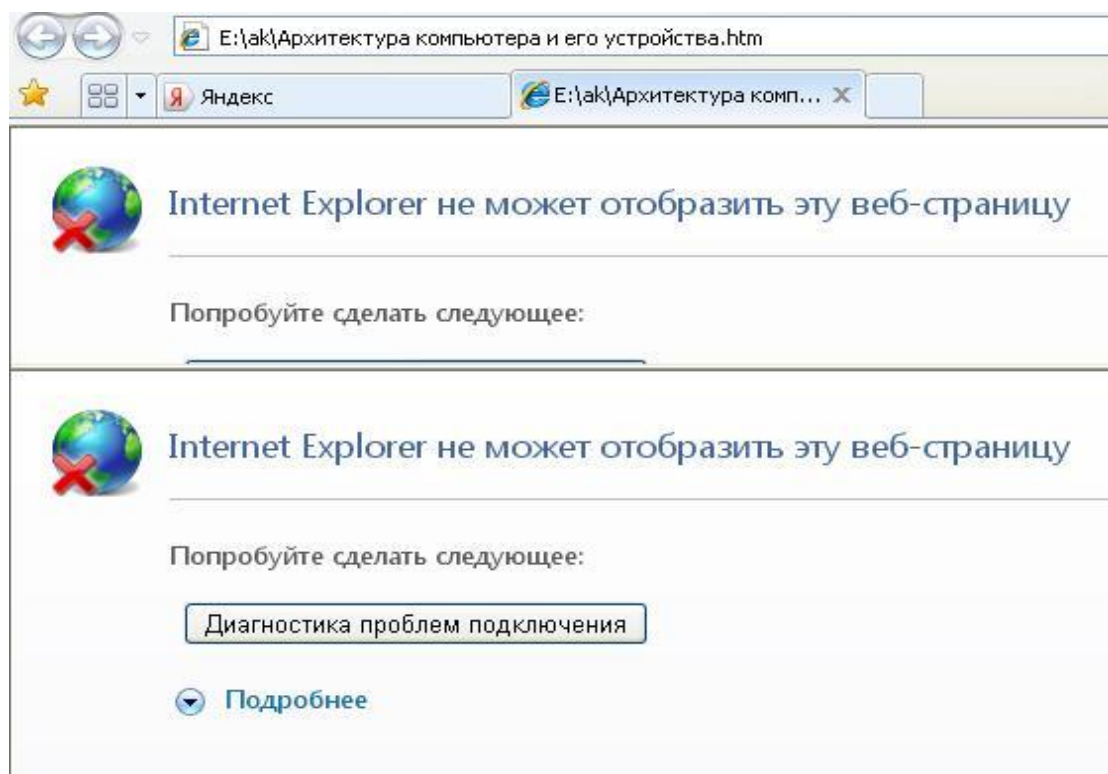 E:\ak\Архитектура компьютера и его устройства.htm
Я Яндекс
E:\ak\Архитектура комп...
Internet Explorer не может отобразить эту веб-страницу
Попробуйте сделать следующее:
Internet Explorer не может отобразить эту веб-страницу
Попробуйте сделать следующее:
Диагностика проблем подключения
Подробнее